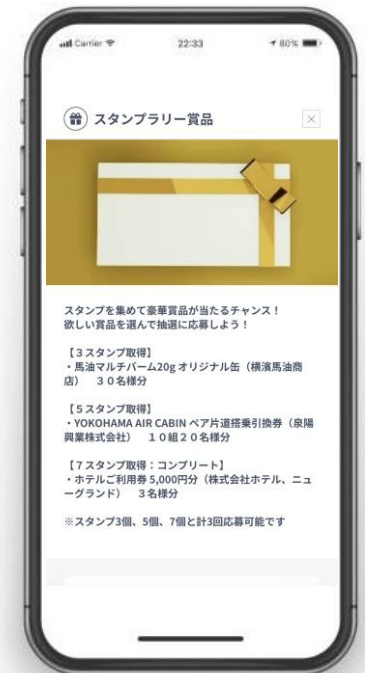 Carrier 22:33 80%
スタンプラリー賞品
スタンプを集めて豪華賞品が当たるチャンス！
欲しい賞品を選んで抽選に応募しよう！
【３スタンプ取得】
・馬油マルチバーム20g オリジナル缶（横濱馬油商
店）　３０名様分
【５スタンプ取得】
・YOKOHAMA AIR CABIN ペア片道搭乗引換券（泉陽
興業株式会社）　１０組２０名様分
【７スタンプ取得：コンプリート】
・ホテルご利用券 5,000円分（株式会社ホテル、ニュ
ーグランド）　３名様分
※スタンプ3個、5個、7個と計3回応募可能です